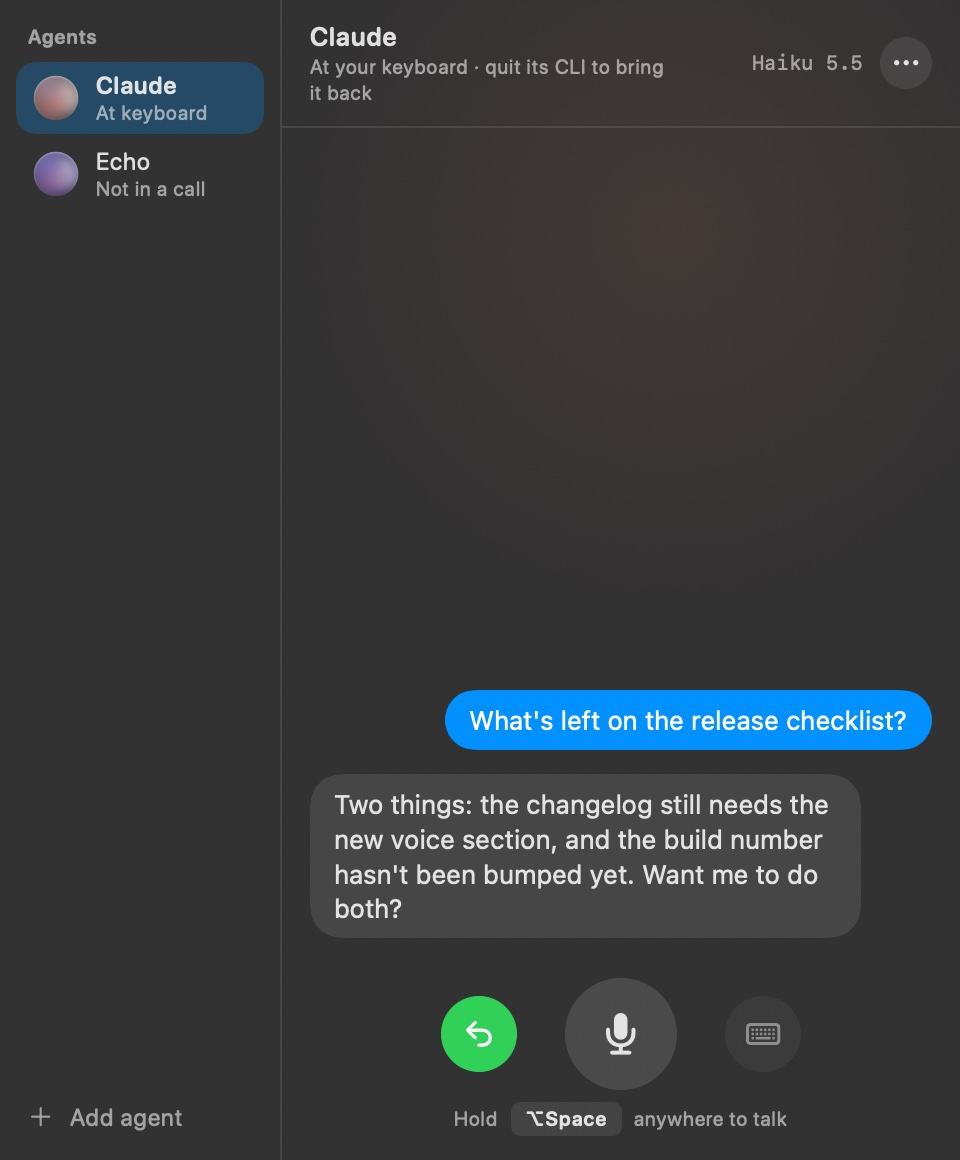 Agents
Claude
At keyboard
Echo
Not in a call
Add agent
Claude
At your keyboard · quit its CLI to bring
it back
Haiku 5.5
What's left on the release checklist?
Two things: the changelog still needs the
new voice section, and the build number
hasn't been bumped yet. Want me to do
both?
Hold ⌥Space anywhere to talk